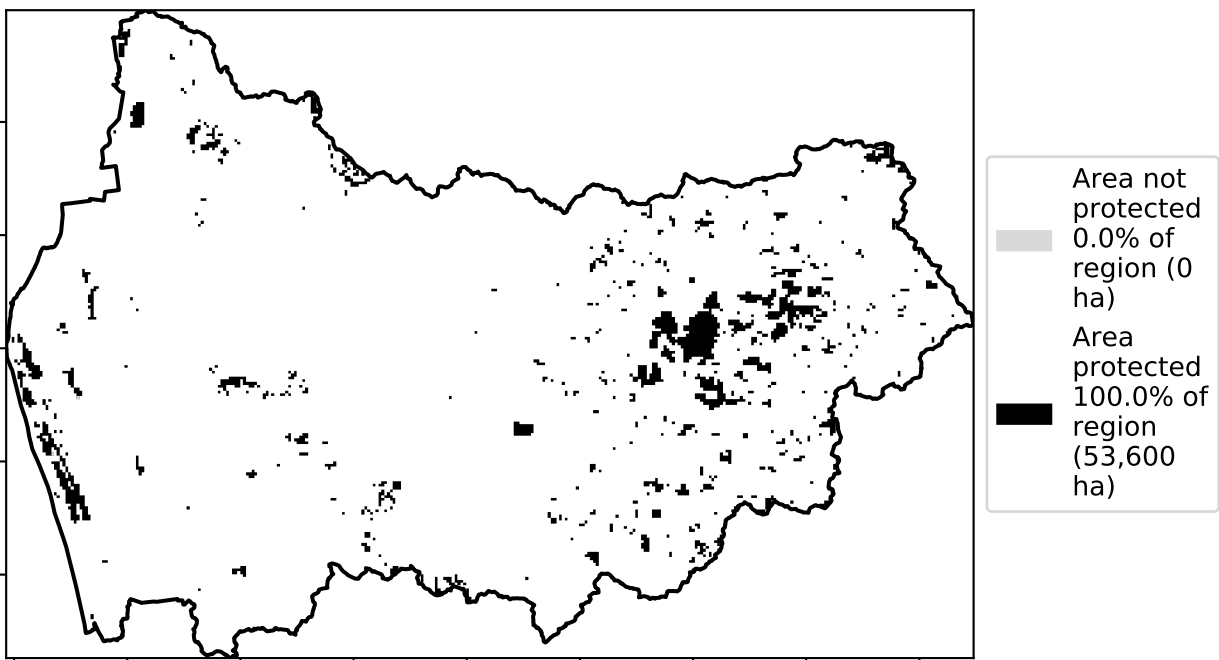 Area not
protected
0.0% of
region (0
ha)
Area
protected
100.0% of
region
(53,600
ha)